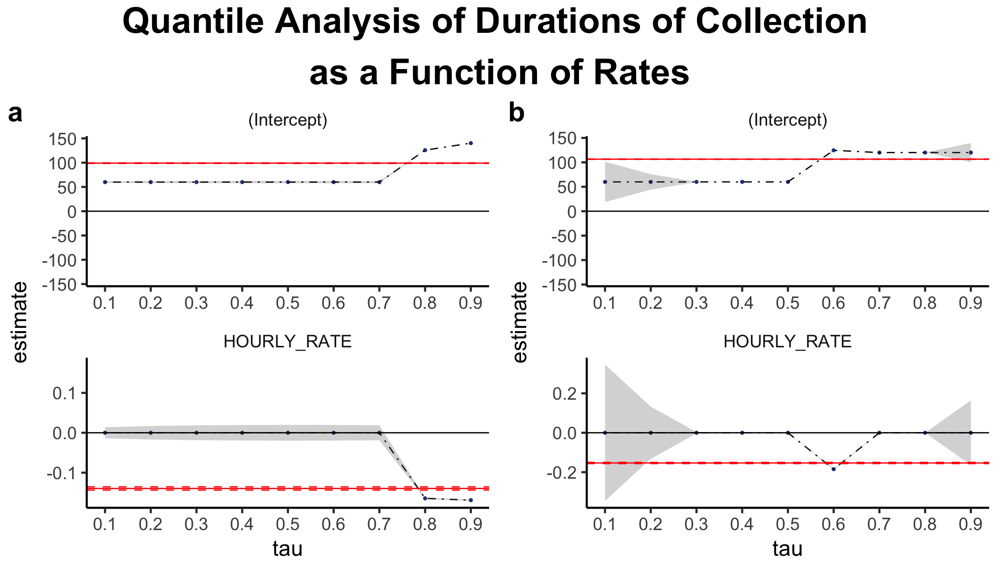 Quantile Analysis of Durations of Collection
as a Function of Rates
a
(Intercept)
150
100
50
0
-50
-100
-150
0.1 0.2 0.3 0.4 0.5 0.6 0.7 0.8 0.9
estimate
HOURLY_RATE
0.1
0.0
-0.1
0.1 0.2 0.3 0.4 0.5 0.6 0.7 0.8 0.9
tau
b
(Intercept)
150
100
50
0
-50
-100
-150
0.1 0.2 0.3 0.4 0.5 0.6 0.7 0.8 0.9
estimate
HOURLY_RATE
0.2
0.0
-0.2
0.1 0.2 0.3 0.4 0.5 0.6 0.7 0.8 0.9
tau